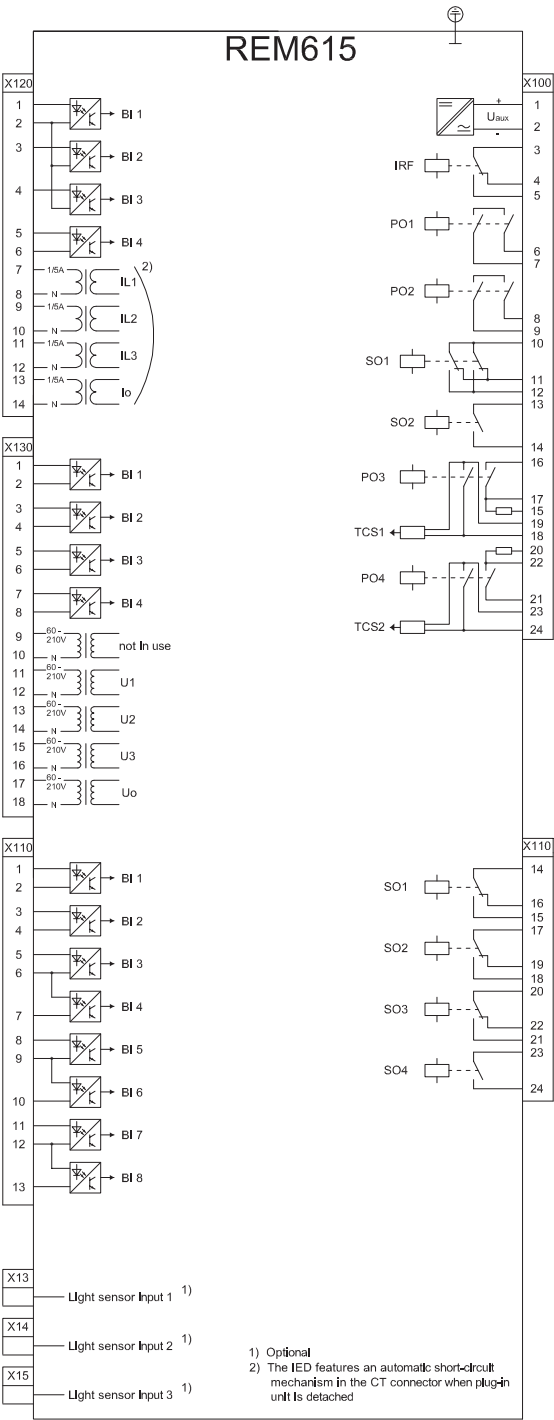 REM615
X120
1
2
BI 1
3
BI 2
4
BI 3
5
6
BI 4
7 1/5A
8 N
IL1
2)
9 1/5A
10 N
IL2
11 1/5A
12 N
IL3
13 1/5A
14 N
Io
X130
1
2
BI 1
3
4
BI 2
5
6
BI 3
7
8
BI 4
9 60 - 210V
10 N
not in use
11 60 - 210V
12 N
U1
13 60 - 210V
14 N
U2
15 60 - 210V
16 N
U3
17 60 - 210V
18 N
Uo
X110
1
2
BI 1
3
4
BI 2
5
6
BI 3
7
BI 4
8
9
BI 5
10
BI 6
11
12
BI 7
13
BI 8
X13
Light sensor input 1 1)
X14
Light sensor input 2 1)
X15
Light sensor input 3 1)
X100
+
Uaux
-
1
2
IRF
3
4
5
PO1
6
7
PO2
8
9
SO1
10
11
12
SO2
13
14
PO3
16
17
15
19
TCS1
18
20
22
PO4
21
23
TCS2
24
X110
SO1
14
16
15
SO2
17
19
18
SO3
20
22
21
SO4
23
24
1) Optional
2) The IED features an automatic short-circuit
mechanism in the CT connector when plug-in
unit is detached